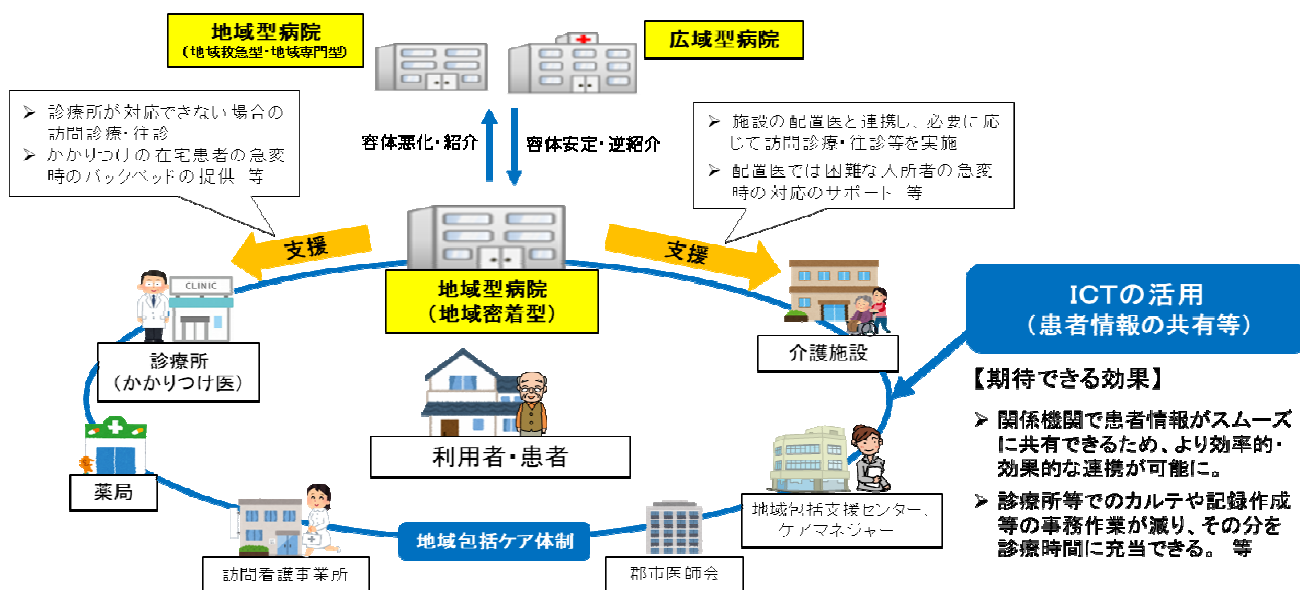 地域型病院
(地域救急型・地域専門型)
広域型病院
➢ 診療所が対応できない場合の
訪問診療・往診
➢ かかりつけの在宅患者の急変
時のバックベッドの提供 等
容体悪化・紹介
容体安定・逆紹介
➢ 施設の配置医と連携し、必要に応
じて訪問診療・往診等を実施
➢ 配置医では困難な入所者の急変
時の対応のサポート 等
支援
支援
地域型病院
(地域密着型)
CLINIC
診療所
(かかりつけ医)
介護施設
ICTの活用
(患者情報の共有等)
【期待できる効果】
➢ 関係機関で患者情報がスムーズ
に共有できるため、より効率的・
効果的な連携が可能に。
➢ 診療所等でのカルテや記録作成
等の事務作業が減り、その分を
診療時間に充当できる。 等
利用者・患者
薬局
地域包括支援センター、
ケアマネジャー
地域包括ケア体制
訪問看護事業所
郡市医師会